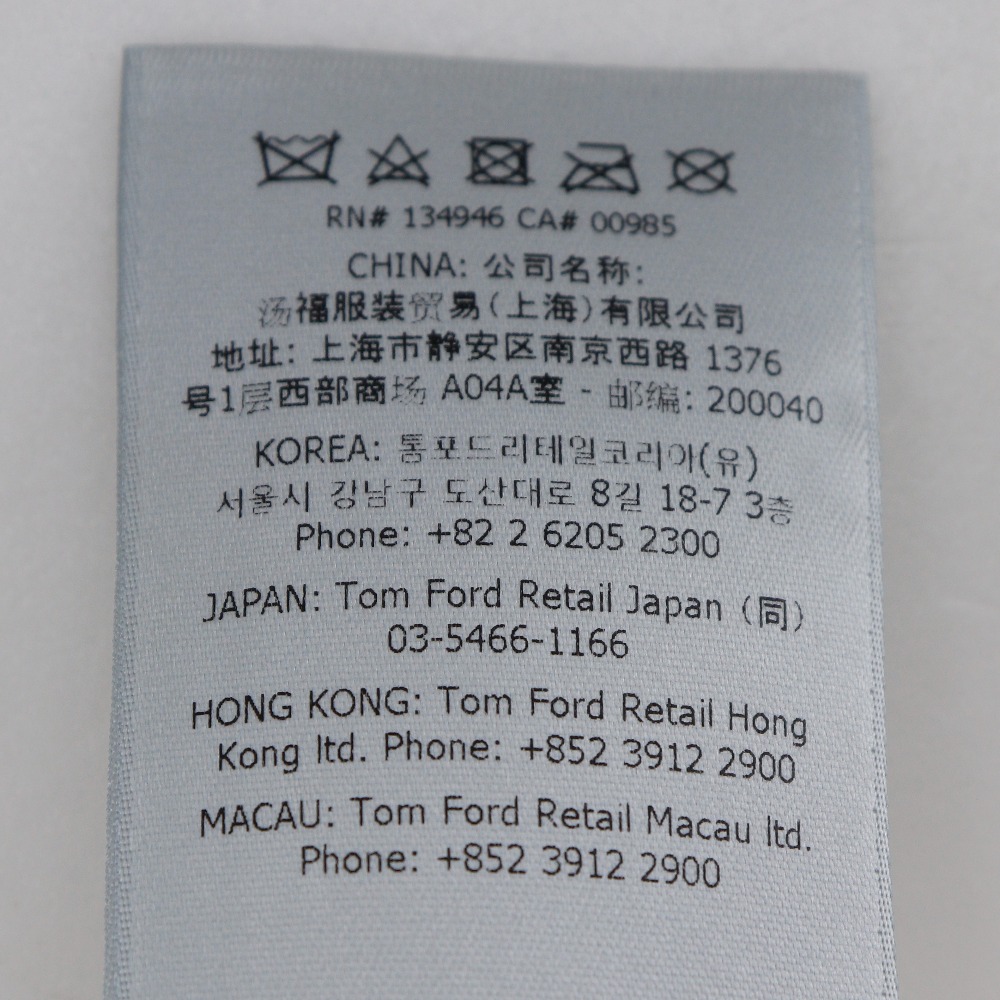 RN# 134946 CA# 00985
CHINA: 公司名称:
汤福服装贸易(上海)有限公司
地址: 上海市静安区南京西路 1376
号1层西部商场 A04A室 - 邮编: 200040
KOREA: 톰포드리테일코리아(유)
서울시 강남구 도산대로 8길 18-7 3층
Phone: +82 2 6205 2300
JAPAN: Tom Ford Retail Japan (同)
03-5466-1166
HONG KONG: Tom Ford Retail Hong
Kong ltd. Phone: +852 3912 2900
MACAU: Tom Ford Retail Macau ltd.
Phone: +852 3912 2900